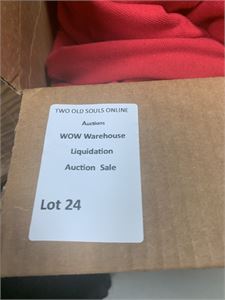 TWO OLD SOULS ONLINE
Auctions
WOW Warehouse
Liquidation
Auction Sale
Lot 24